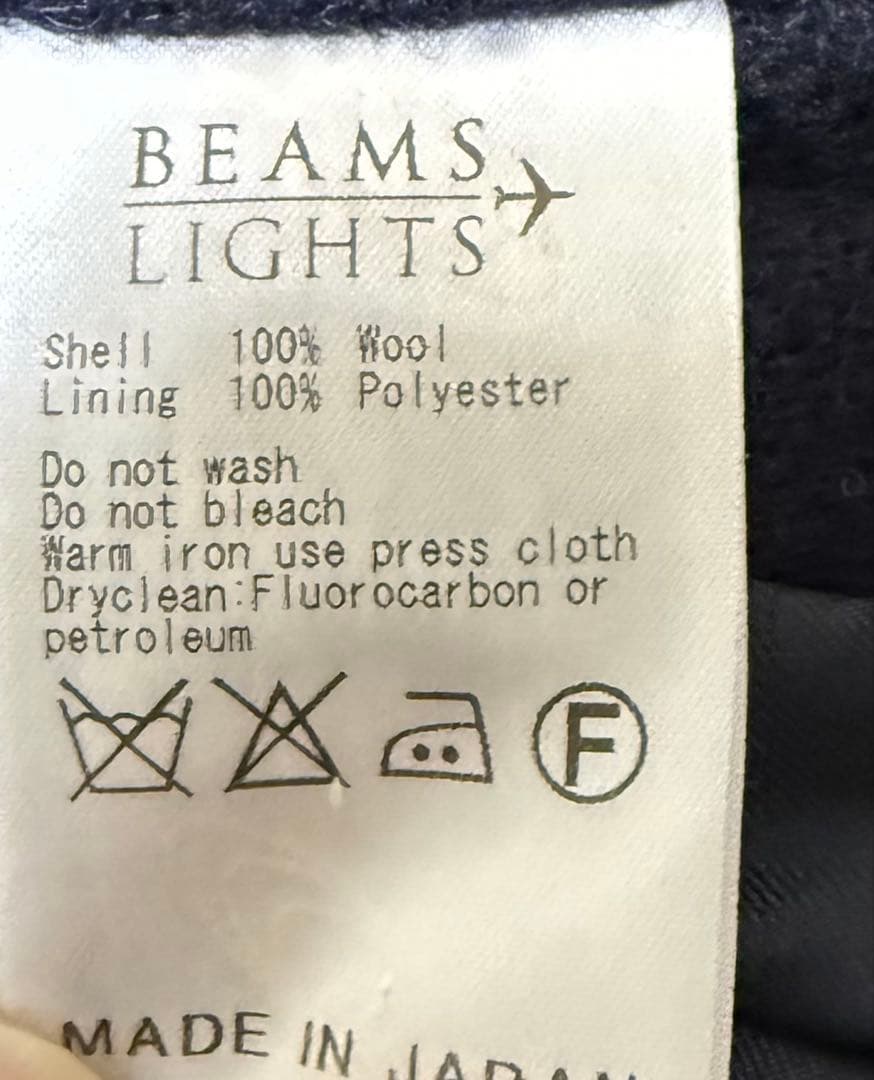 BEAMS
LIGHTS
Shell 100% Wool
Lining 100% Polyester
Do not wash
Do not bleach
Warm iron use press cloth
Dryclean:Fluorocarbon or
petroleum
F
MADE IN JAPAN